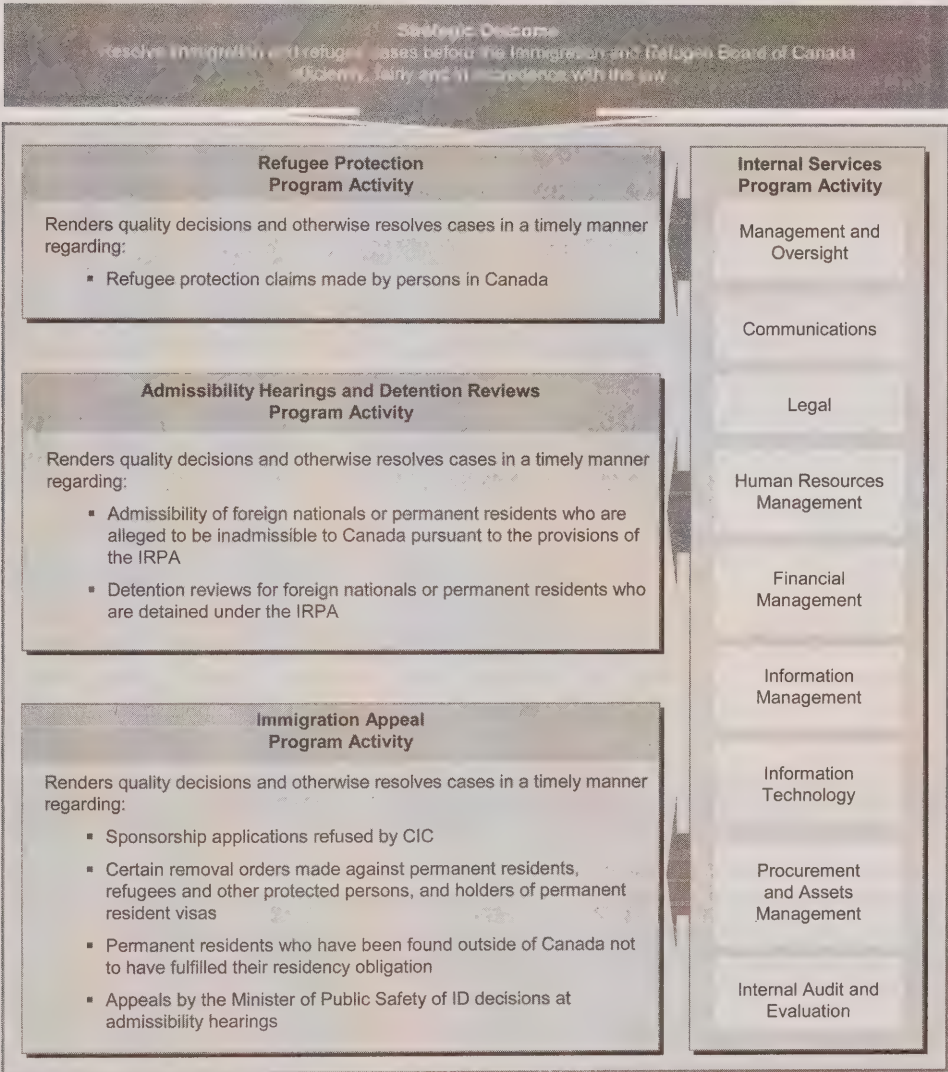 Strategic Outcome
Resolve immigration and refugee cases before the Immigration and Refugee Board of Canada
efficiently, fairly and in accordance with the law
Refugee Protection
Program Activity
Renders quality decisions and otherwise resolves cases in a timely manner
regarding:
▪ Refugee protection claims made by persons in Canada
Admissibility Hearings and Detention Reviews
Program Activity
Renders quality decisions and otherwise resolves cases in a timely manner
regarding:
▪ Admissibility of foreign nationals or permanent residents who are
alleged to be inadmissible to Canada pursuant to the provisions of
the IRPA
▪ Detention reviews for foreign nationals or permanent residents who
are detained under the IRPA
Immigration Appeal
Program Activity
Renders quality decisions and otherwise resolves cases in a timely manner
regarding:
▪ Sponsorship applications refused by CIC
▪ Certain removal orders made against permanent residents,
refugees and other protected persons, and holders of permanent
resident visas
▪ Permanent residents who have been found outside of Canada not
to have fulfilled their residency obligation
▪ Appeals by the Minister of Public Safety of ID decisions at
admissibility hearings
Internal Services
Program Activity
Management and
Oversight
Communications
Legal
Human Resources
Management
Financial
Management
Information
Management
Information
Technology
Procurement
and Assets
Management
Internal Audit and
Evaluation